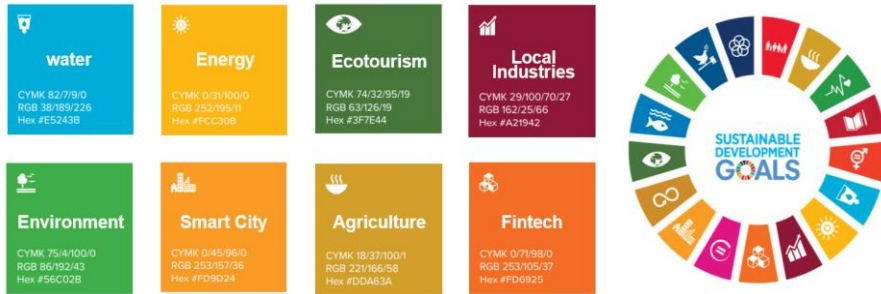 water
CYMK 82/7/9/0
RGB 38/189/226
Hex #E5243B
Energy
CYMK 0/31/100/0
RGB 252/195/11
Hex #FCC30B
Ecotourism
CYMK 74/32/95/19
RGB 63/126/19
Hex #3F7E44
Local
Industries
CYMK 29/100/70/27
RGB 162/25/66
Hex #A21942
Environment
CYMK 75/4/100/0
RGB 86/192/43
Hex #56C02B
Smart City
CYMK 0/45/96/0
RGB 253/157/36
Hex #FD9D24
Agriculture
CYMK 18/37/100/1
RGB 221/166/58
Hex #DDA63A
Fintech
CYMK 0/71/98/0
RGB 253/105/37
Hex #FD6925
SUSTAINABLE
DEVELOPMENT
GOALS